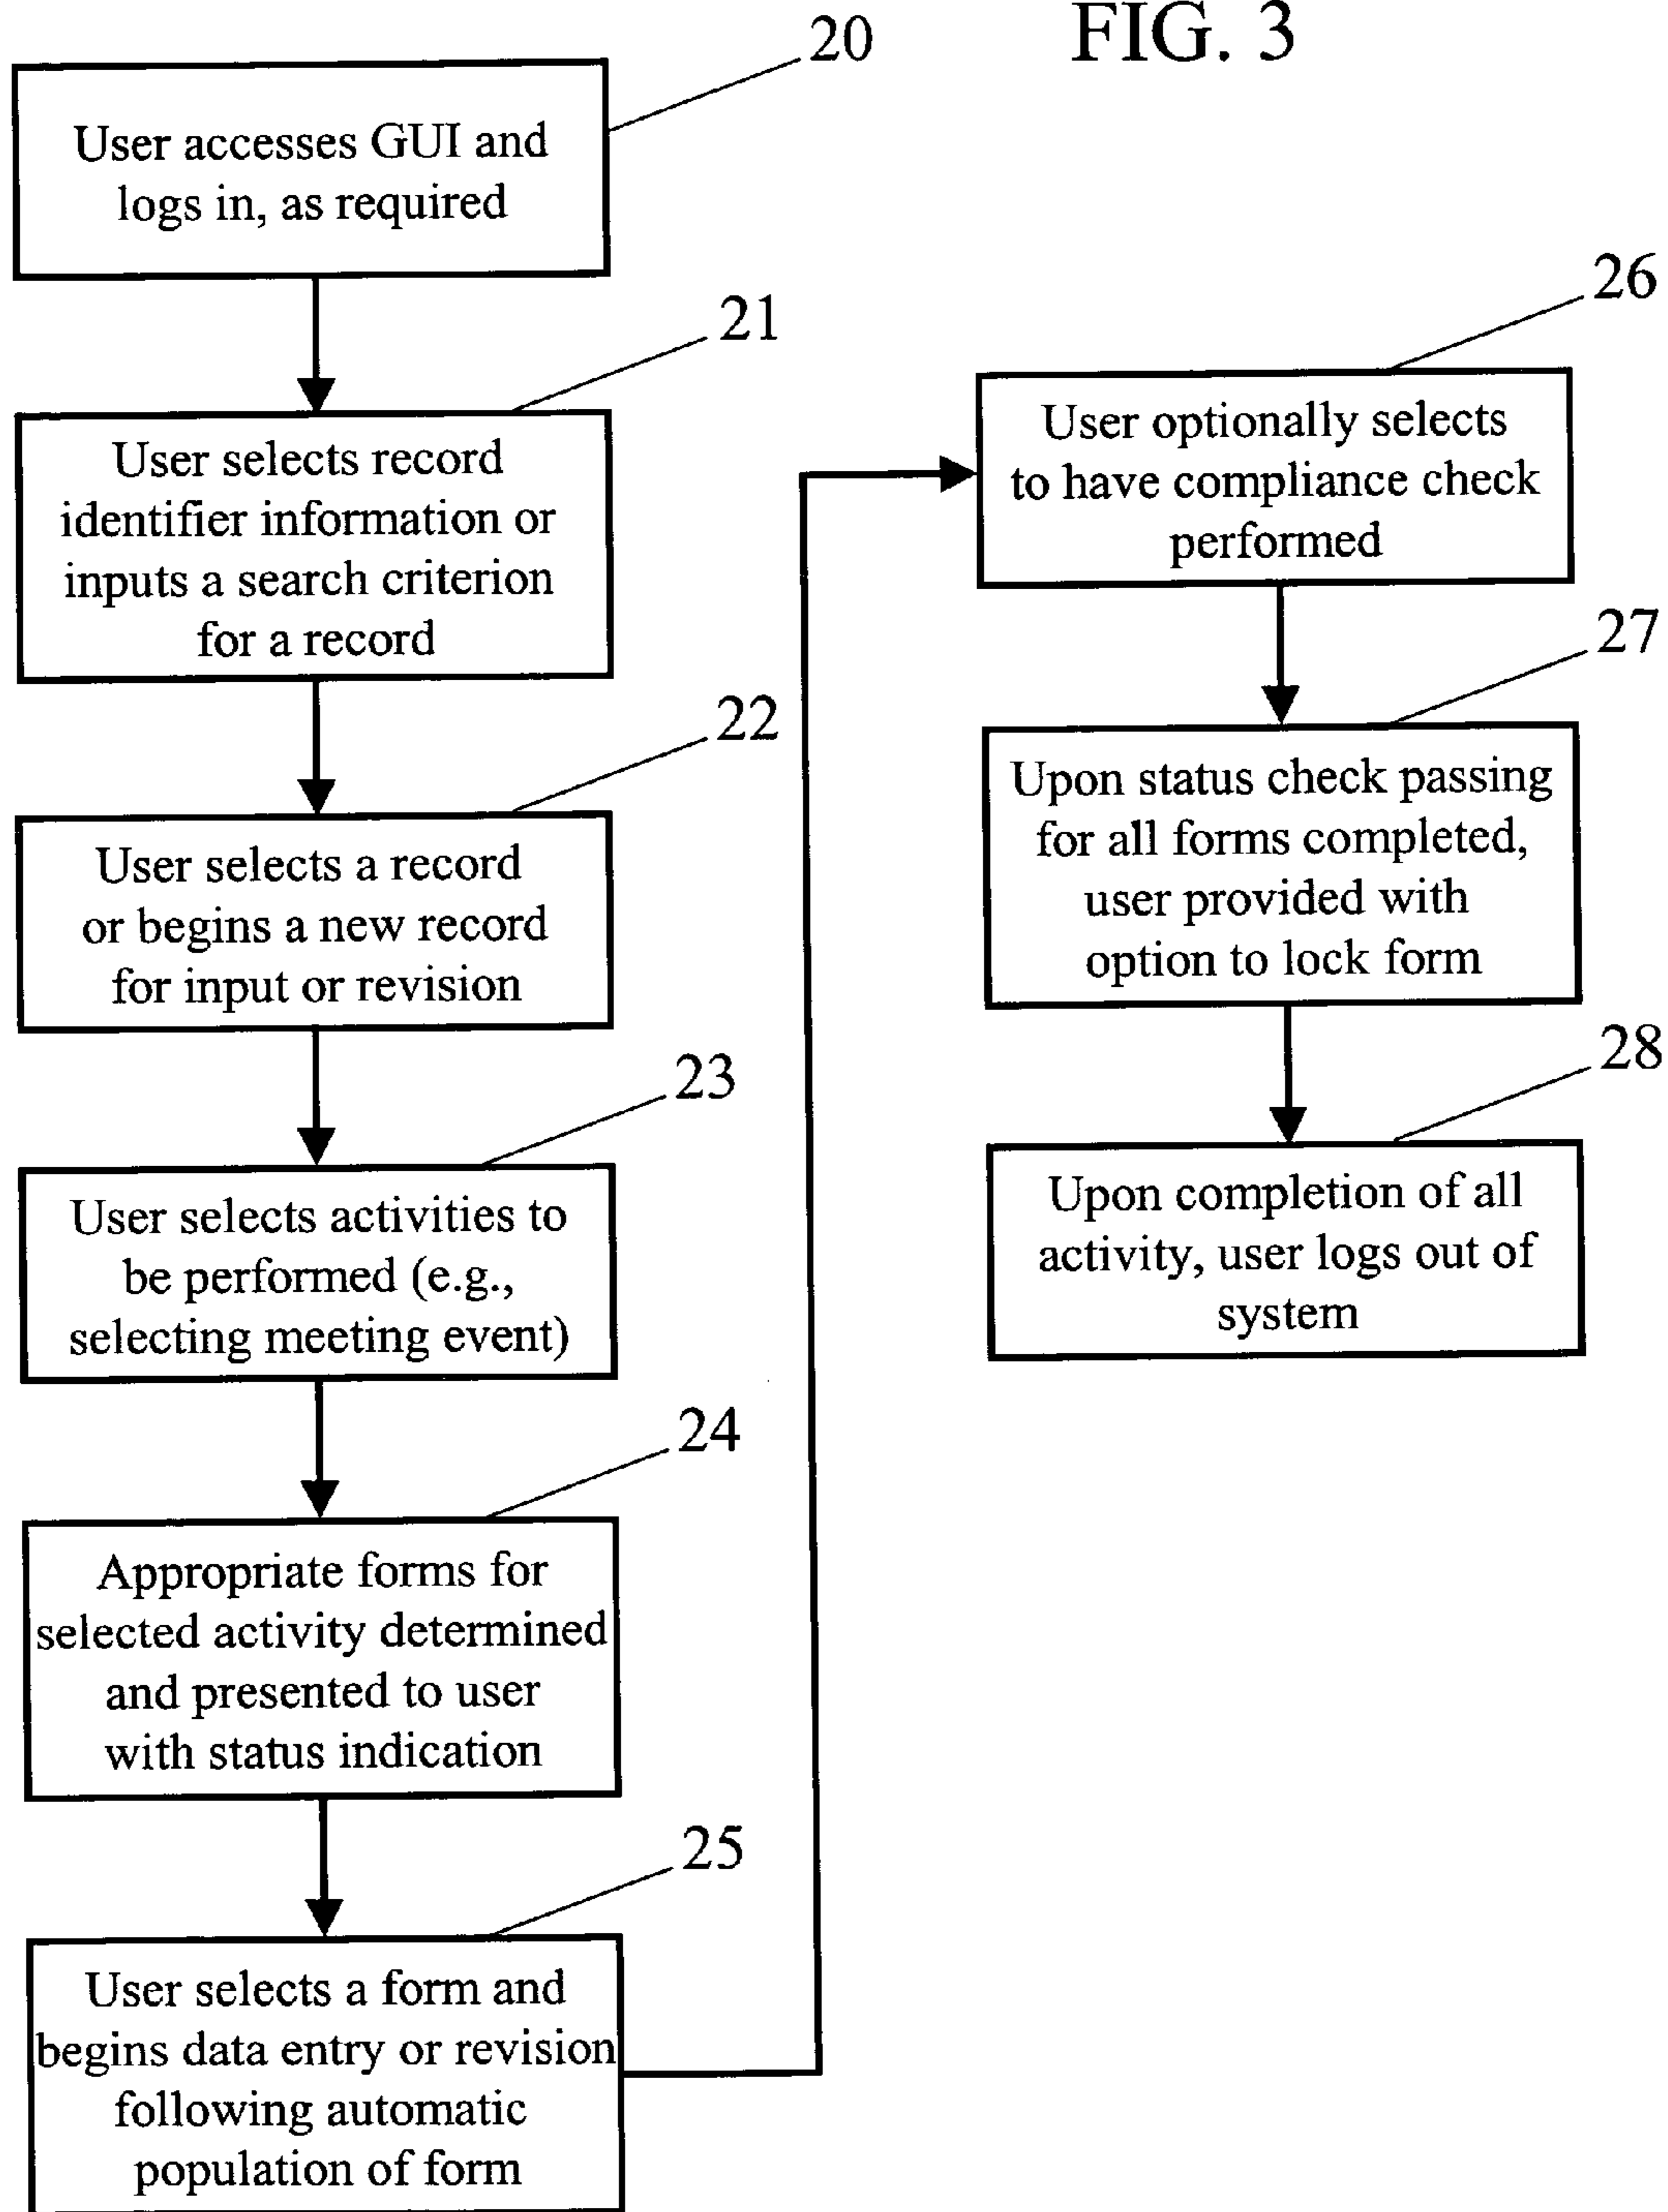 FIG. 3
20
User accesses GUI and
logs in, as required
21
User selects record
identifier information or
inputs a search criterion
for a record
22
User selects a record
or begins a new record
for input or revision
23
User selects activities to
be performed (e.g.,
selecting meeting event)
24
Appropriate forms for
selected activity determined
and presented to user
with status indication
25
User selects a form and
begins data entry or revision
following automatic
population of form
26
User optionally selects
to have compliance check
performed
27
Upon status check passing
for all forms completed,
user provided with
option to lock form
28
Upon completion of all
activity, user logs out of
system